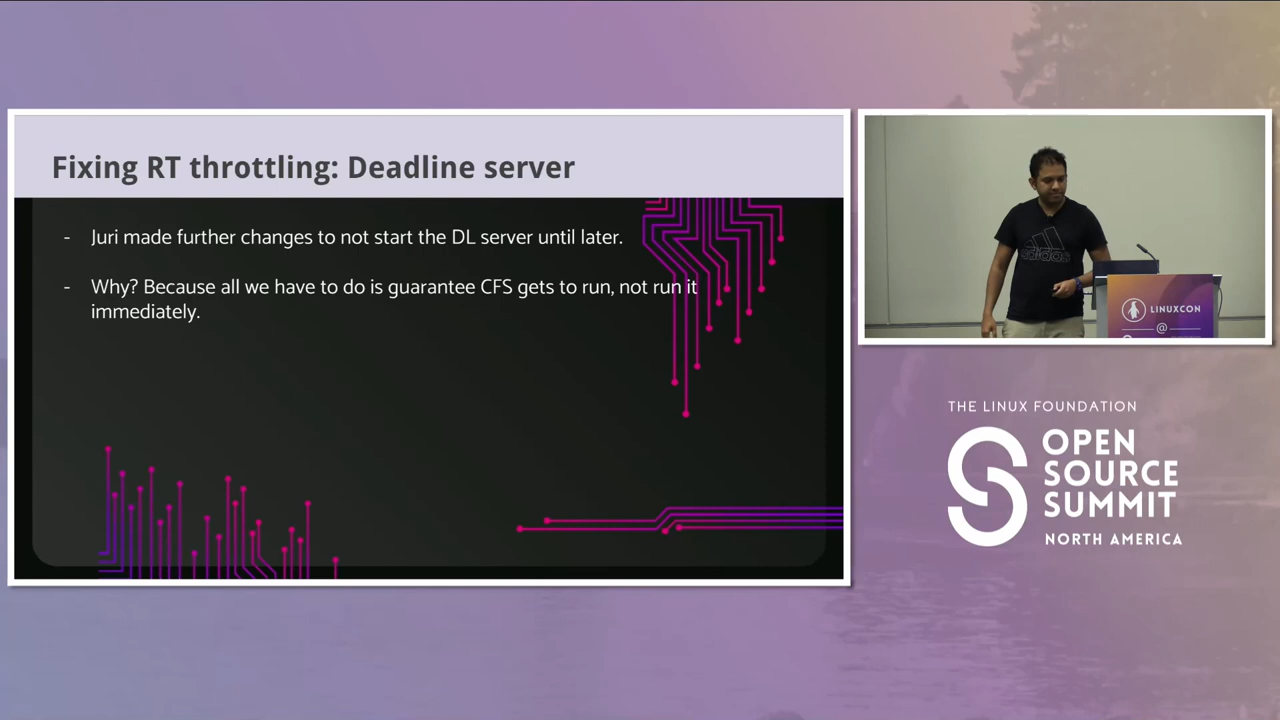 Fixing RT throttling: Deadline server
- Juri made further changes to not start the DL server until later.
- Why? Because all we have to do is guarantee CFS gets to run, not run it
immediately.
adidas
LINUXCON
@
THE LINUX FOUNDATION
OPEN
SOURCE
SUMMIT
NORTH AMERICA